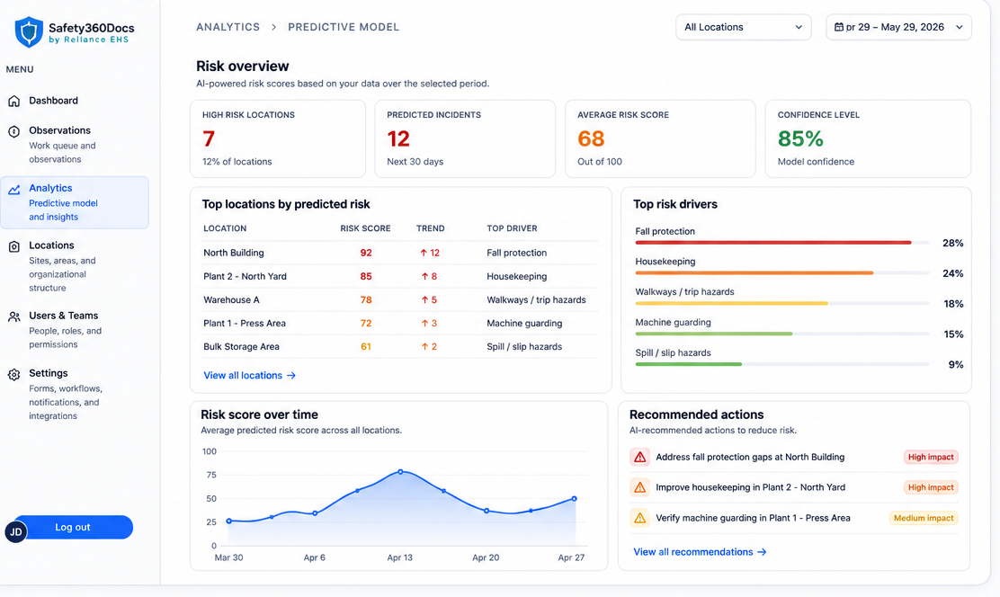 Safety360Docs
by Reliance EHS
MENU
Dashboard
Observations
Work queue and
observations
Analytics
Predictive model
and insights
Locations
Sites, areas, and
organizational
structure
Users & Teams
People, roles, and
permissions
Settings
Forms, workflows,
notifications, and
integrations
JD
Log out
ANALYTICS > PREDICTIVE MODEL
All Locations
pr 29 – May 29, 2026
Risk overview
AI-powered risk scores based on your data over the selected period.
HIGH RISK LOCATIONS
7
12% of locations
PREDICTED INCIDENTS
12
Next 30 days
AVERAGE RISK SCORE
68
Out of 100
CONFIDENCE LEVEL
85%
Model confidence
Top locations by predicted risk
LOCATION RISK SCORE TREND TOP DRIVER
North Building 92 ↑ 12 Fall protection
Plant 2 - North Yard 85 ↑ 8 Housekeeping
Warehouse A 78 ↑ 5 Walkways / trip hazards
Plant 1 - Press Area 72 ↑ 3 Machine guarding
Bulk Storage Area 61 ↑ 2 Spill / slip hazards
View all locations →
Top risk drivers
Fall protection
28%
Housekeeping
24%
Walkways / trip hazards
18%
Machine guarding
15%
Spill / slip hazards
9%
Risk score over time
Average predicted risk score across all locations.
100
75
50
25
0
Mar 30 Apr 6 Apr 13 Apr 20 Apr 27
Recommended actions
AI-recommended actions to reduce risk.
Address fall protection gaps at North Building High impact
Improve housekeeping in Plant 2 - North Yard High impact
Verify machine guarding in Plant 1 - Press Area Medium impact
View all recommendations →